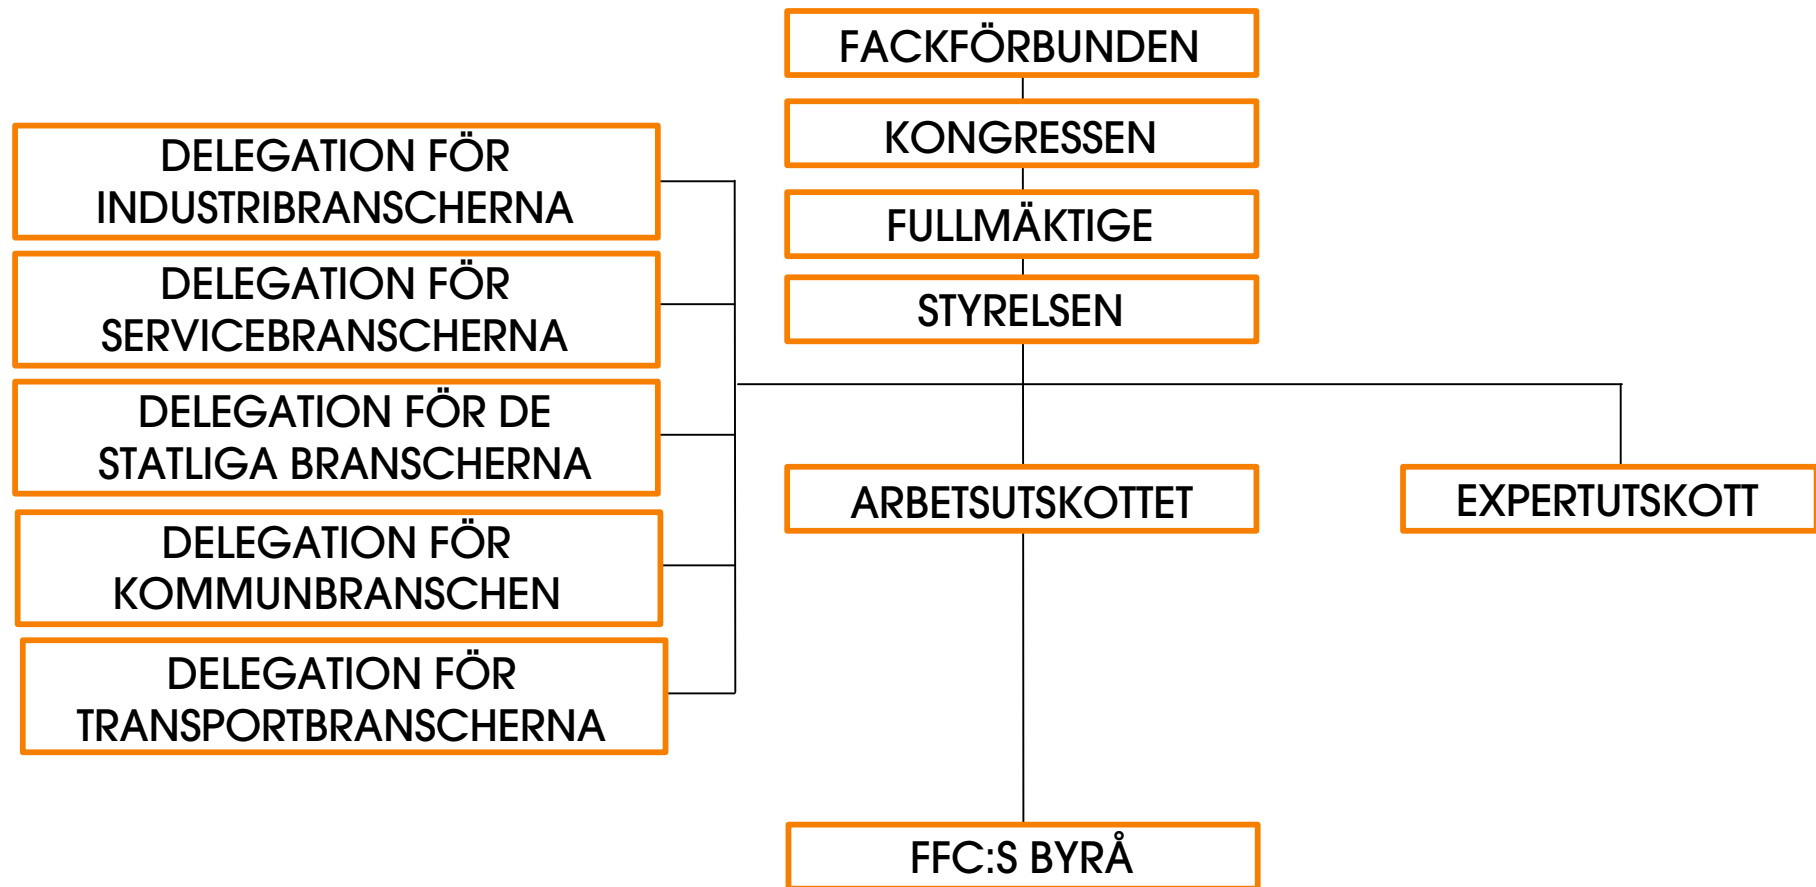 FACKFÖRBUNDEN
KONGRESSEN
FULLMÄKTIGE
STYRELSEN
DELEGATION FÖR
INDUSTRIBRANSCHERNA
DELEGATION FÖR
SERVICEBRANSCHERNA
DELEGATION FÖR DE
STATLIGA BRANSCHERNA
DELEGATION FÖR
KOMMUNBRANSCHEN
DELEGATION FÖR
TRANSPORTBRANSCHERNA
ARBETSUTSKOTTET
EXPERTUTSKOTT
FFC:S BYRÅ